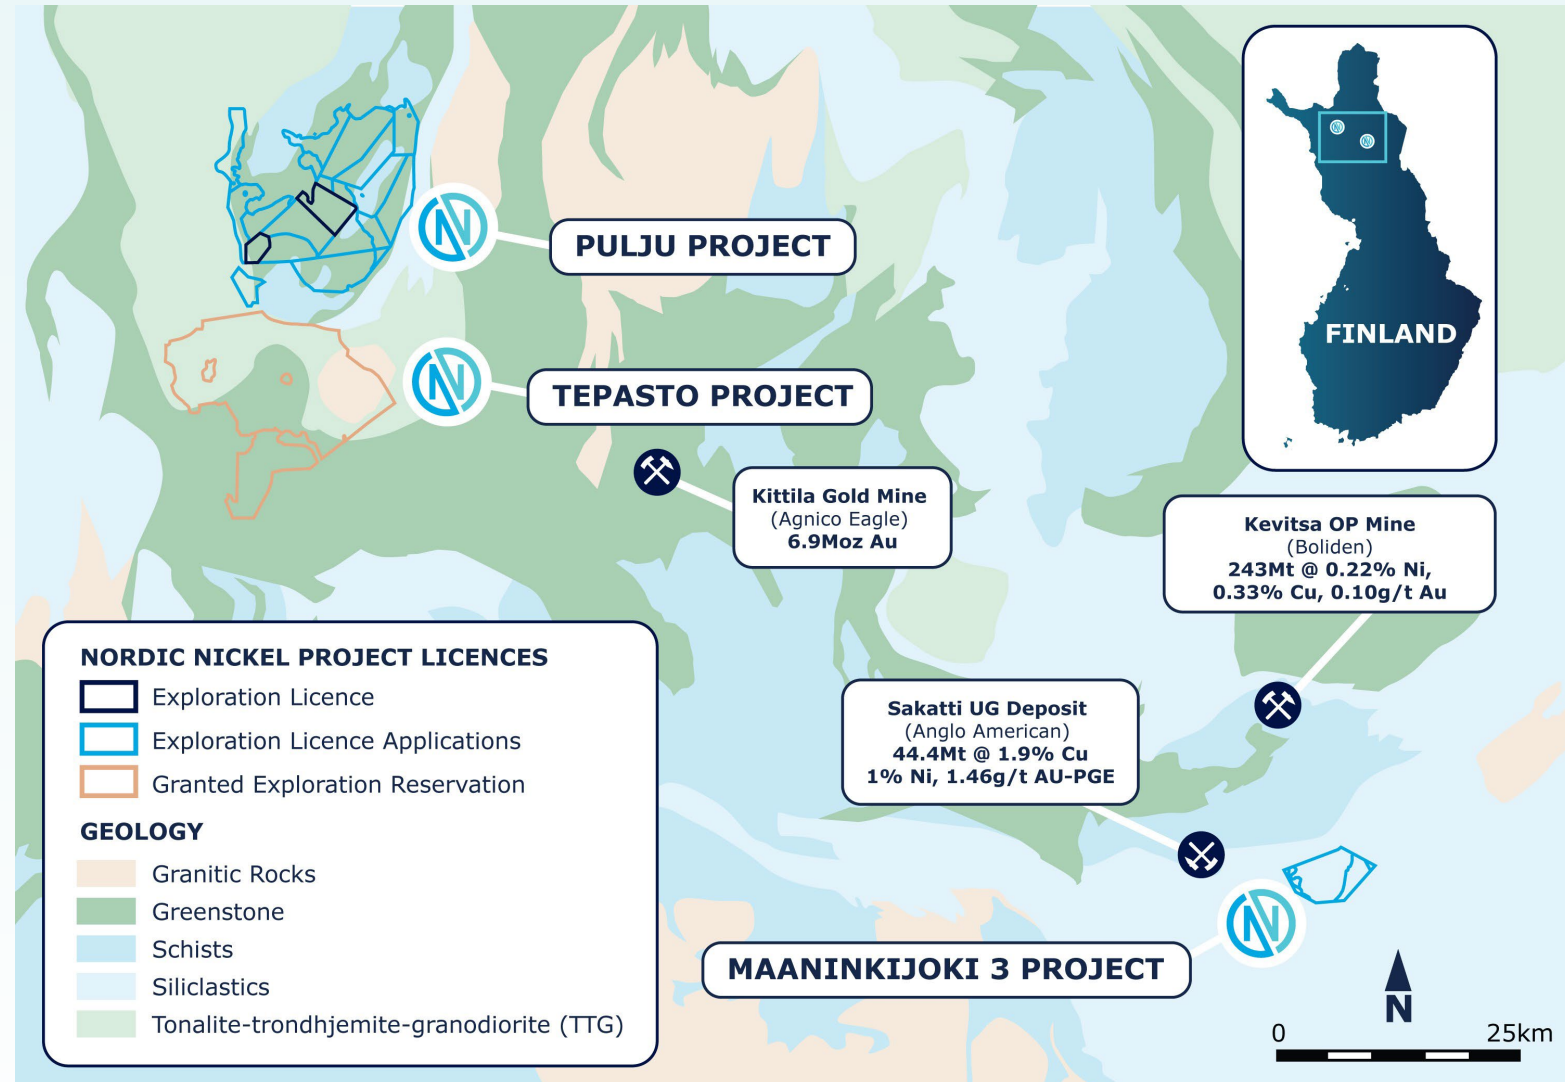 PULJU PROJECT
TEPASTO PROJECT
FINLAND
Kittila Gold Mine
(Agnico Eagle)
6.9Moz Au
Kevitsa OP Mine
(Boliden)
243Mt @ 0.22% Ni,
0.33% Cu, 0.10g/t Au
Sakatti UG Deposit
(Anglo American)
44.4Mt @ 1.9% Cu
1% Ni, 1.46g/t AU-PGE
MAANINKIJOKI 3 PROJECT
NORDIC NICKEL PROJECT LICENCES
Exploration Licence
Exploration Licence Applications
Granted Exploration Reservation
GEOLOGY
Granitic Rocks
Greenstone
Schists
Siliclastics
Tonalite-trondhjemite-granodiorite (TTG)
N
0 25km